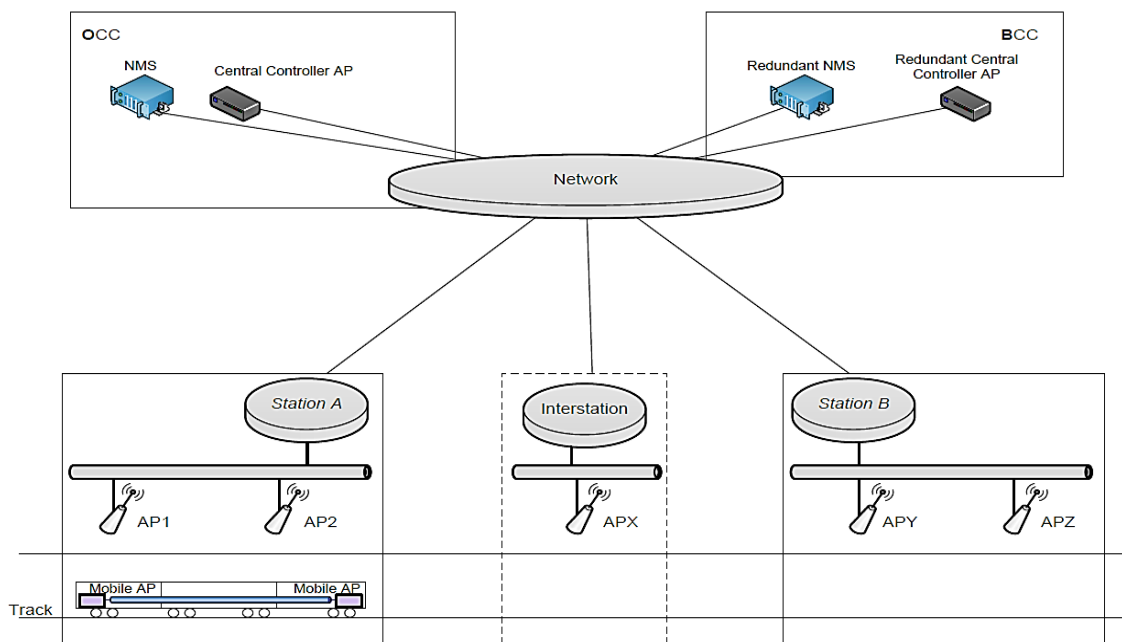 OCC
NMS
Central Controller AP
BCC
Redundant NMS
Redundant Central
Controller AP
Network
Station A
Interstation
Station B
AP1
AP2
APX
APY
APZ
Mobile AP
Mobile AP
Track